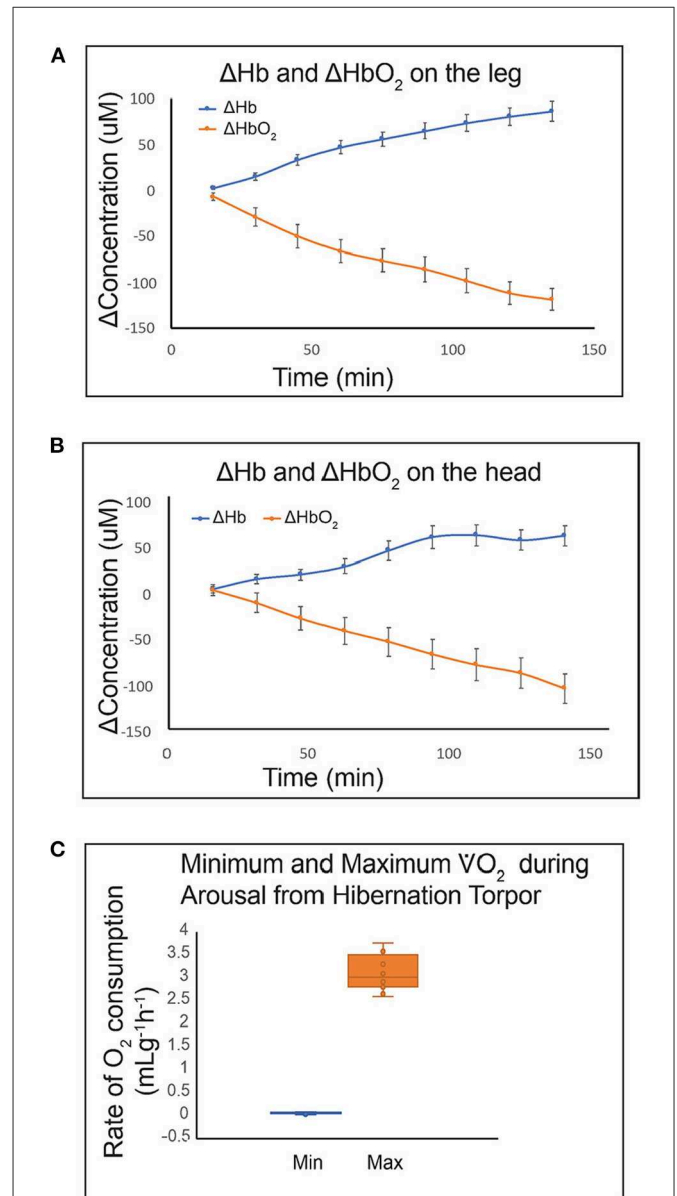 A
ΔHb and ΔHbO₂ on the leg
ΔHb
ΔHbO₂
ΔConcentration (uM)
100
50
0
-50
-100
-150
0 50 100 150
Time (min)
B
ΔHb and ΔHbO₂ on the head
ΔHb ΔHbO₂
ΔConcentration (uM)
100
50
0
-50
-100
-150
0 50 100 150
Time (min)
C
Minimum and Maximum V̇O₂ during
Arousal from Hibernation Torpor
Rate of O₂ consumption
(mLg⁻¹h⁻¹)
4
3.5
3
2.5
2
1.5
1
0.5
0
-0.5
Min Max